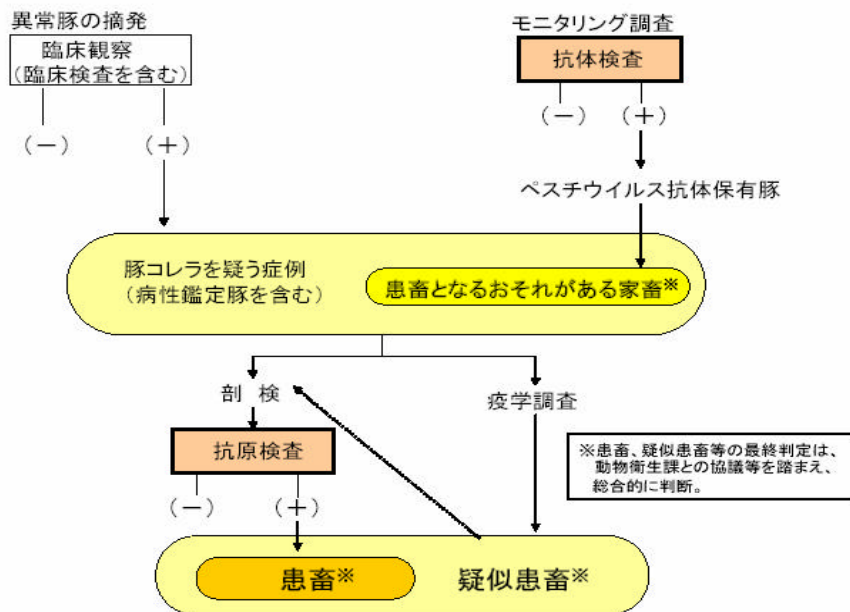 異常豚の摘発
臨床観察
（臨床検査を含む）
（－）
（＋）
モニタリング調査
抗体検査
（－）
（＋）
ペスチウイルス抗体保有豚
豚コレラを疑う症例
（病性鑑定豚を含む）
患畜となるおそれがある家畜※
剖 検
疫学調査
抗原検査
（－）
（＋）
※患畜、疑似患畜等の最終判定は、
動物衛生課との協議等を踏まえ、
総合的に判断。
患畜※
疑似患畜※